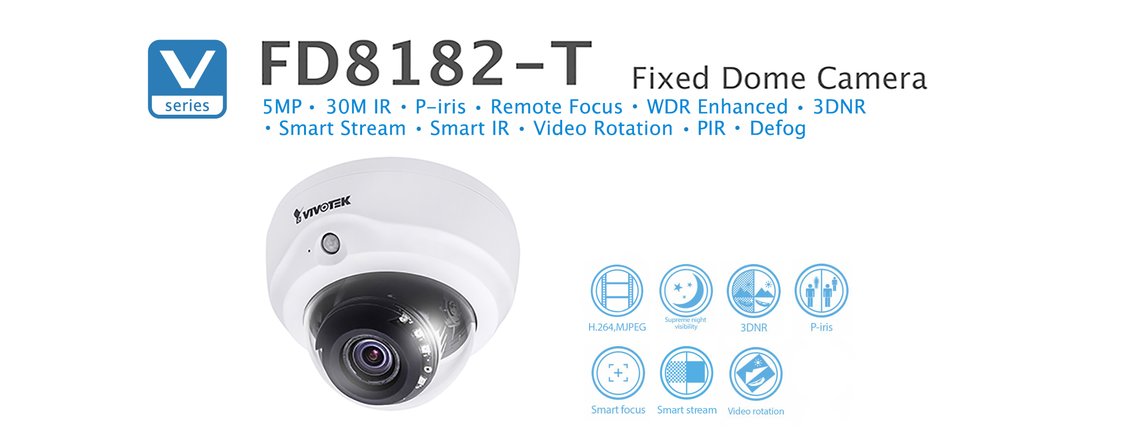 V
series
FD8182-T Fixed Dome Camera
5MP • 30M IR • P-iris • Remote Focus • WDR Enhanced • 3DNR
• Smart Stream • Smart IR • Video Rotation • PIR • Defog
VIVOTEK
H.264,MJPEG
Supreme night
visibility
3DNR
P-iris
Smart focus
Smart stream
Video rotation